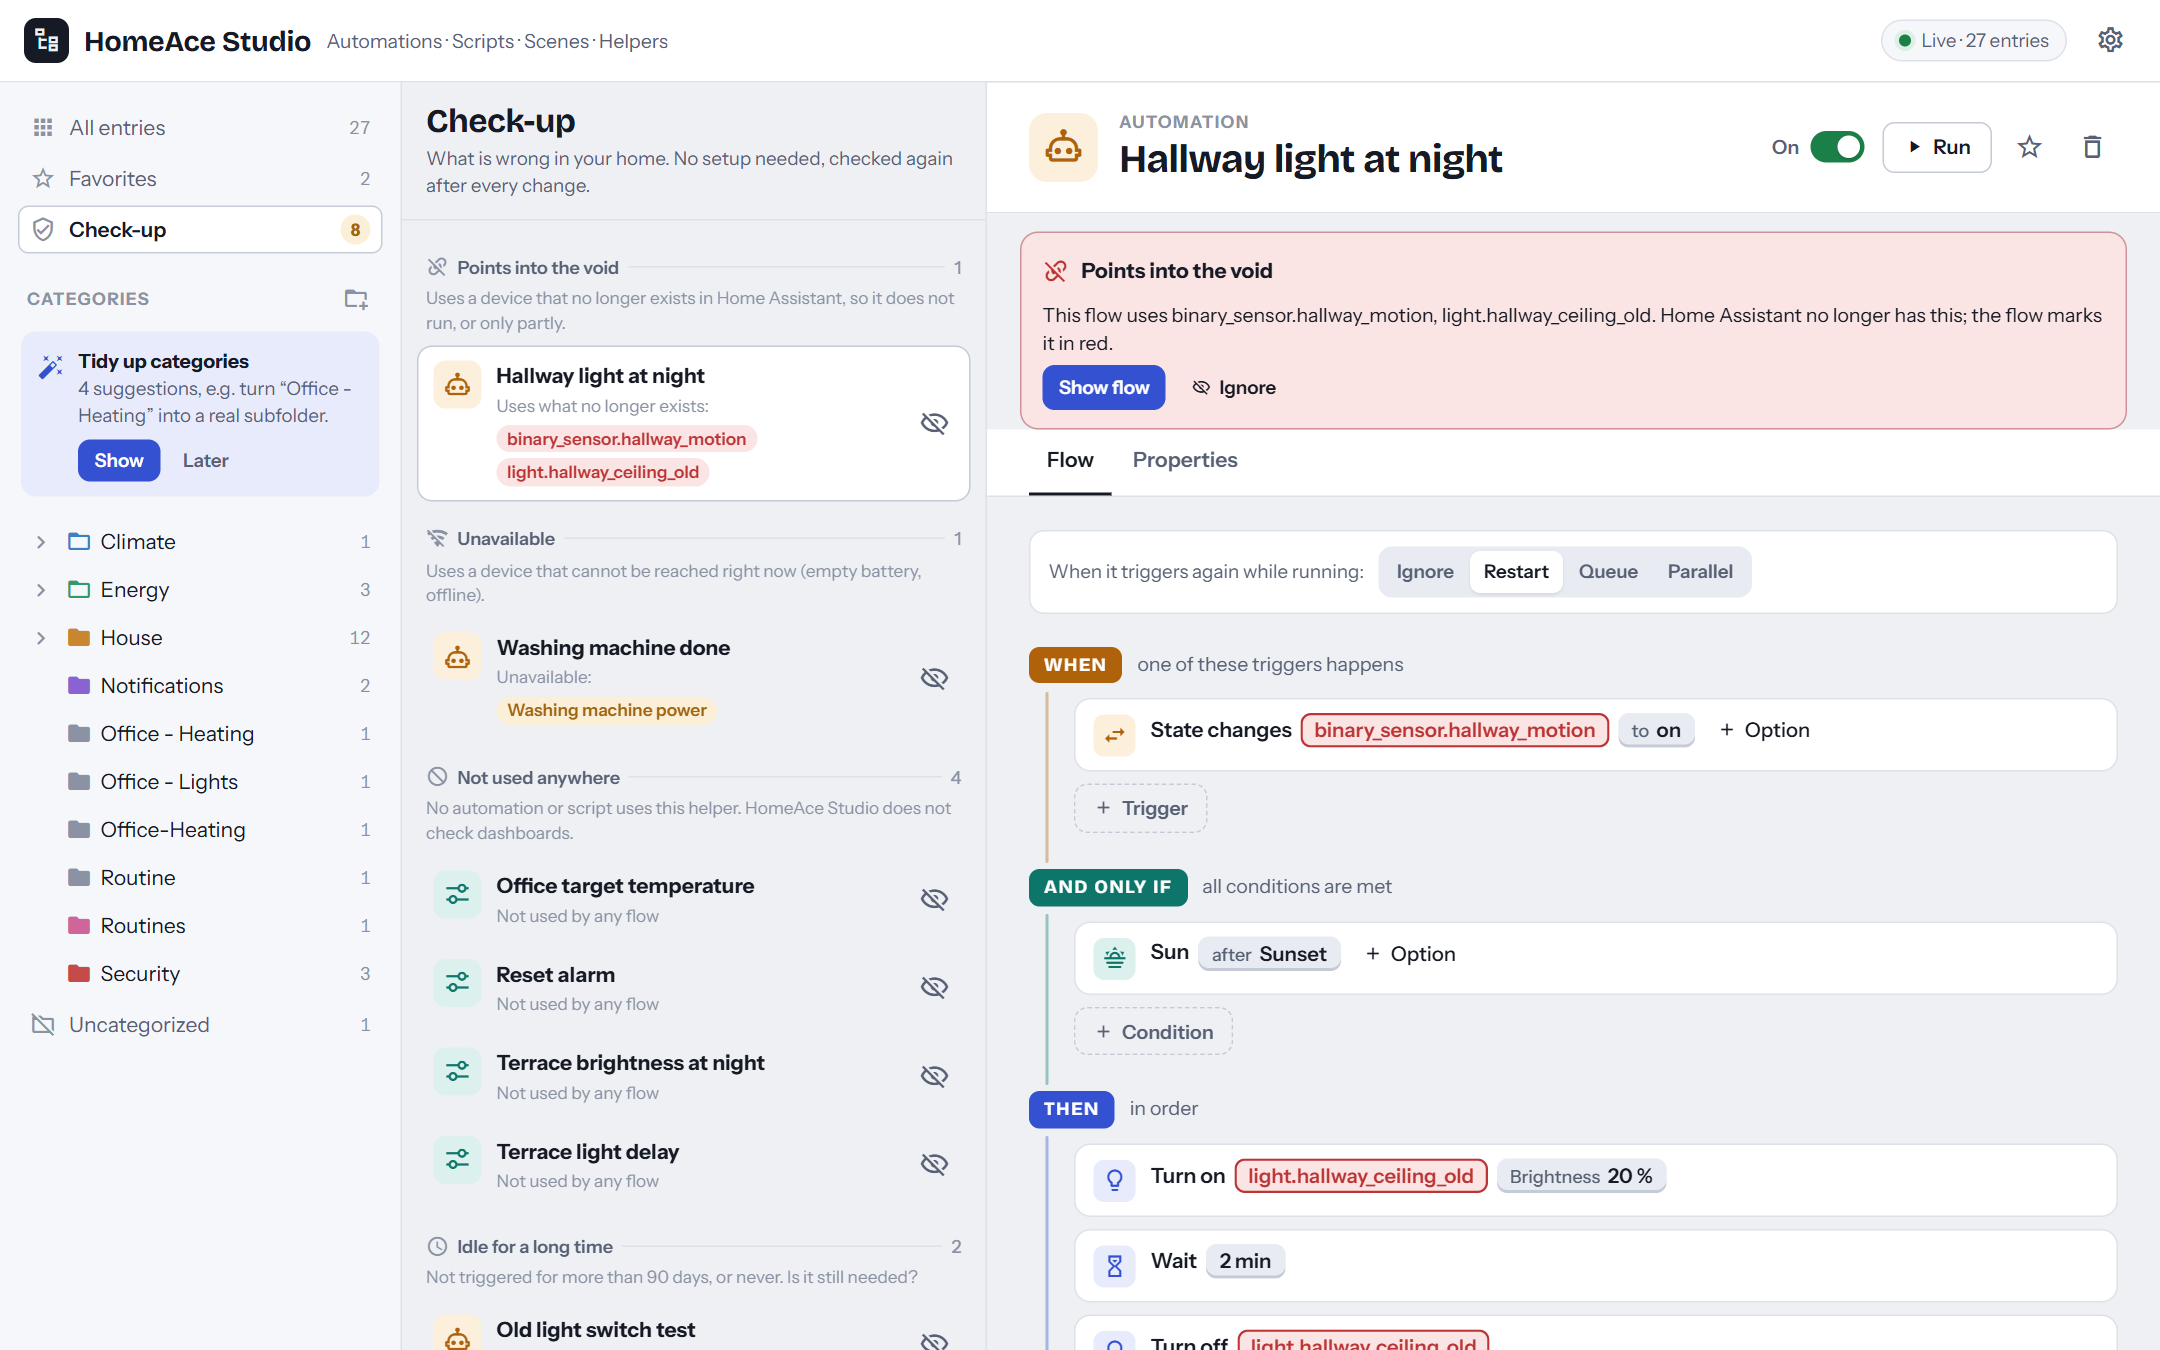 HomeAce Studio
Automations · Scripts · Scenes · Helpers
Live · 27 entries
All entries 27
Favorites 2
Check-up 8
CATEGORIES
Tidy up categories
4 suggestions, e.g. turn “Office -
Heating” into a real subfolder.
Show Later
Climate 1
Energy 3
House 12
Notifications 2
Office - Heating 1
Office - Lights 1
Office-Heating 1
Routine 1
Routines 1
Security 3
Uncategorized 1
Check-up
What is wrong in your home. No setup needed, checked again
after every change.
Points into the void 1
Uses a device that no longer exists in Home Assistant, so it does not
run, or only partly.
Hallway light at night
Uses what no longer exists:
binary_sensor.hallway_motion
light.hallway_ceiling_old
Unavailable 1
Uses a device that cannot be reached right now (empty battery,
offline).
Washing machine done
Unavailable:
Washing machine power
Not used anywhere 4
No automation or script uses this helper. HomeAce Studio does not
check dashboards.
Office target temperature
Not used by any flow
Reset alarm
Not used by any flow
Terrace brightness at night
Not used by any flow
Terrace light delay
Not used by any flow
Idle for a long time 2
Not triggered for more than 90 days, or never. Is it still needed?
Old light switch test
AUTOMATION
Hallway light at night
On Run
Points into the void
This flow uses binary_sensor.hallway_motion, light.hallway_ceiling_old. Home Assistant no longer has this; the flow marks
it in red.
Show flow Ignore
Flow Properties
When it triggers again while running: Ignore Restart Queue Parallel
WHEN one of these triggers happens
State changes binary_sensor.hallway_motion to on + Option
+ Trigger
AND ONLY IF all conditions are met
Sun after Sunset + Option
+ Condition
THEN in order
Turn on light.hallway_ceiling_old Brightness 20 %
Wait 2 min
Turn off light.hallway_ceiling_old